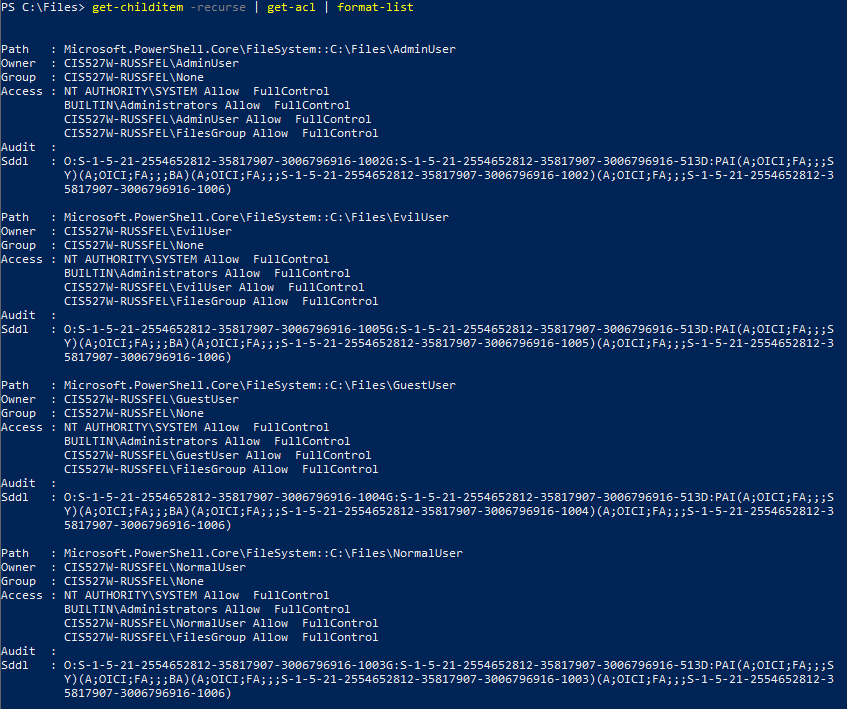 PS C:\Files> get-childitem -recurse | get-acl | format-list
Path   : Microsoft.PowerShell.Core\FileSystem::C:\Files\AdminUser
Owner  : CIS527W-RUSSFEL\AdminUser
Group  : CIS527W-RUSSFEL\None
Access : NT AUTHORITY\SYSTEM Allow  FullControl
         BUILTIN\Administrators Allow  FullControl
         CIS527W-RUSSFEL\AdminUser Allow  FullControl
         CIS527W-RUSSFEL\FilesGroup Allow  FullControl
Audit  :
Sddl   : O:S-1-5-21-2554652812-35817907-3006796916-1002G:S-1-5-21-2554652812-35817907-3006796916-513D:PAI(A;OICI;FA;;;S
         Y)(A;OICI;FA;;;BA)(A;OICI;FA;;;S-1-5-21-2554652812-35817907-3006796916-1002)(A;OICI;FA;;;S-1-5-21-2554652812-3
         5817907-3006796916-1006)
Path   : Microsoft.PowerShell.Core\FileSystem::C:\Files\EvilUser
Owner  : CIS527W-RUSSFEL\EvilUser
Group  : CIS527W-RUSSFEL\None
Access : NT AUTHORITY\SYSTEM Allow  FullControl
         BUILTIN\Administrators Allow  FullControl
         CIS527W-RUSSFEL\EvilUser Allow  FullControl
         CIS527W-RUSSFEL\FilesGroup Allow  FullControl
Audit  :
Sddl   : O:S-1-5-21-2554652812-35817907-3006796916-1005G:S-1-5-21-2554652812-35817907-3006796916-513D:PAI(A;OICI;FA;;;S
         Y)(A;OICI;FA;;;BA)(A;OICI;FA;;;S-1-5-21-2554652812-35817907-3006796916-1005)(A;OICI;FA;;;S-1-5-21-2554652812-3
         5817907-3006796916-1006)
Path   : Microsoft.PowerShell.Core\FileSystem::C:\Files\GuestUser
Owner  : CIS527W-RUSSFEL\GuestUser
Group  : CIS527W-RUSSFEL\None
Access : NT AUTHORITY\SYSTEM Allow  FullControl
         BUILTIN\Administrators Allow  FullControl
         CIS527W-RUSSFEL\GuestUser Allow  FullControl
         CIS527W-RUSSFEL\FilesGroup Allow  FullControl
Audit  :
Sddl   : O:S-1-5-21-2554652812-35817907-3006796916-1004G:S-1-5-21-2554652812-35817907-3006796916-513D:PAI(A;OICI;FA;;;S
         Y)(A;OICI;FA;;;BA)(A;OICI;FA;;;S-1-5-21-2554652812-35817907-3006796916-1004)(A;OICI;FA;;;S-1-5-21-2554652812-3
         5817907-3006796916-1006)
Path   : Microsoft.PowerShell.Core\FileSystem::C:\Files\NormalUser
Owner  : CIS527W-RUSSFEL\NormalUser
Group  : CIS527W-RUSSFEL\None
Access : NT AUTHORITY\SYSTEM Allow  FullControl
         BUILTIN\Administrators Allow  FullControl
         CIS527W-RUSSFEL\NormalUser Allow  FullControl
         CIS527W-RUSSFEL\FilesGroup Allow  FullControl
Audit  :
Sddl   : O:S-1-5-21-2554652812-35817907-3006796916-1003G:S-1-5-21-2554652812-35817907-3006796916-513D:PAI(A;OICI;FA;;;S
         Y)(A;OICI;FA;;;BA)(A;OICI;FA;;;S-1-5-21-2554652812-35817907-3006796916-1003)(A;OICI;FA;;;S-1-5-21-2554652812-3
         5817907-3006796916-1006)